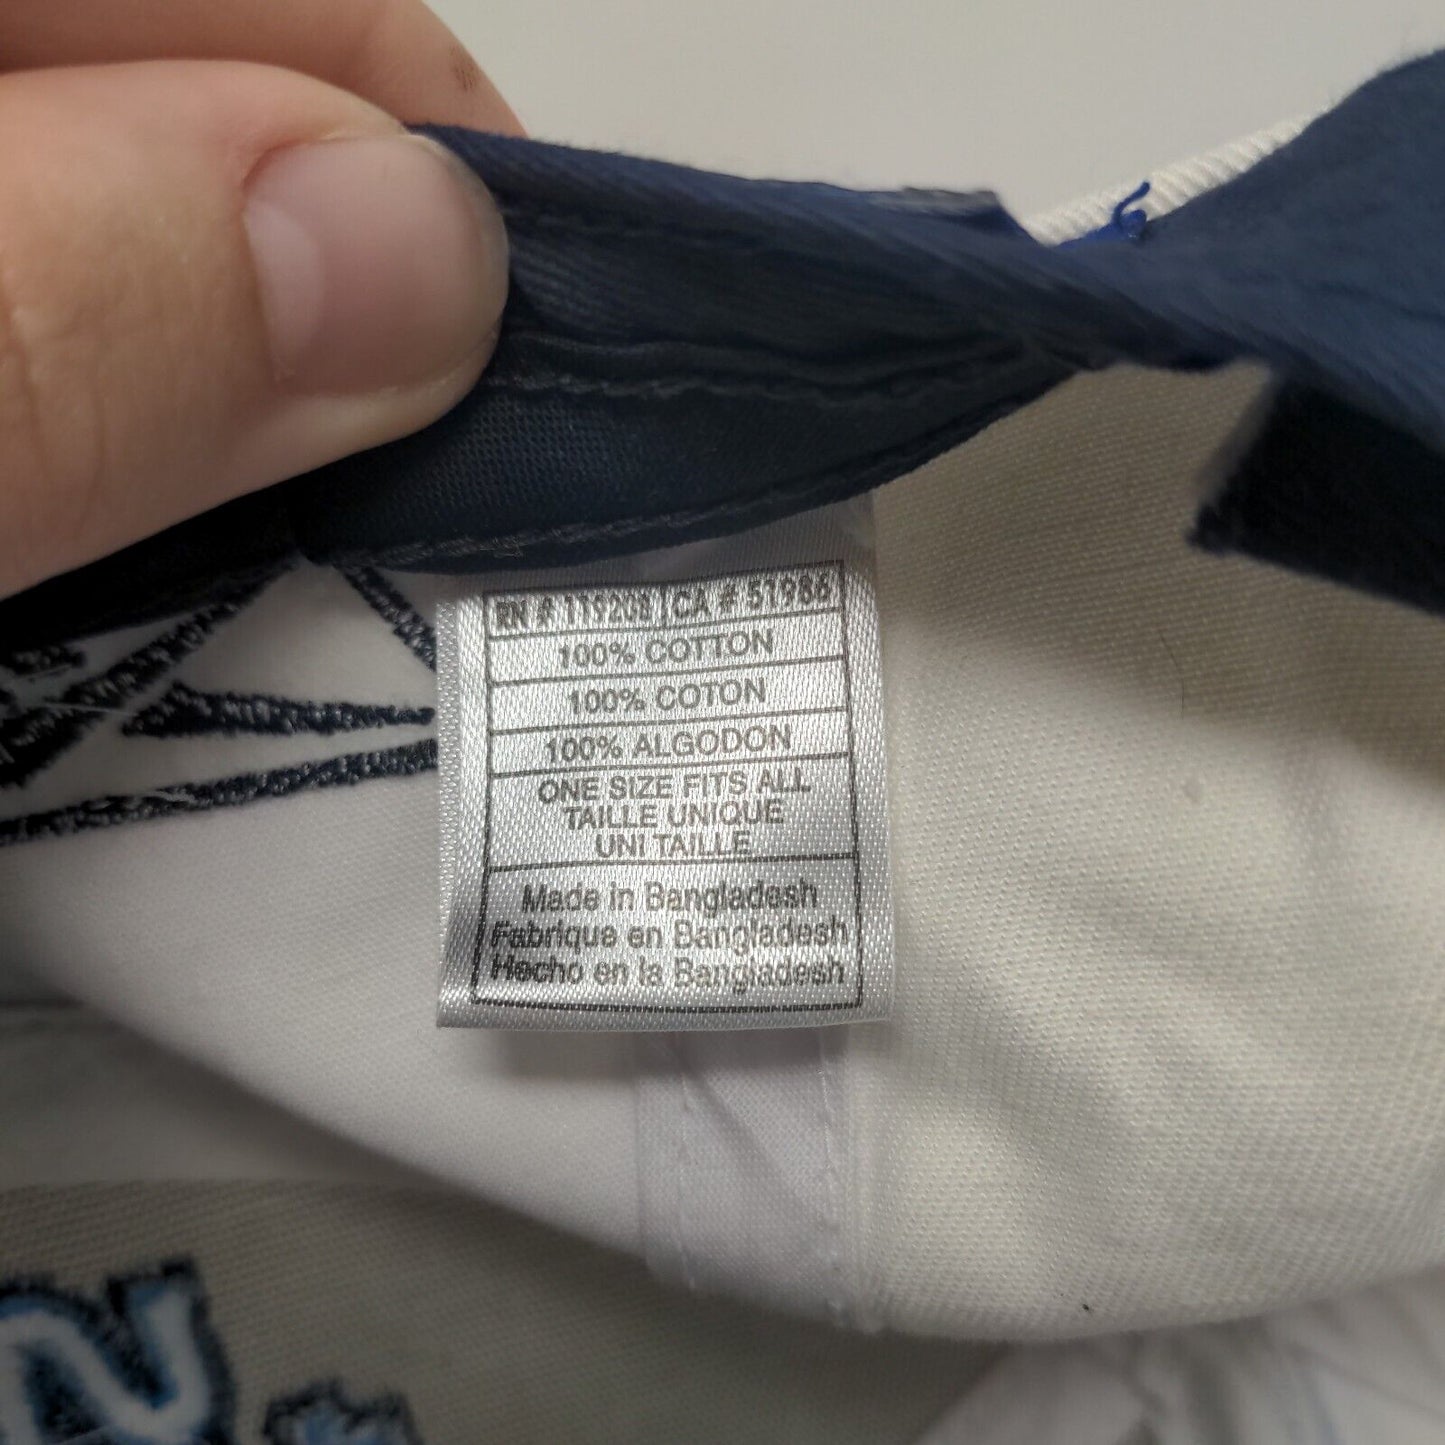 RN # 119208 | CA # 51986
100% COTTON
100% COTON
100% ALGODON
ONE SIZE FITS ALL
TAILLE UNIQUE
UNI TAILLE
Made in Bangladesh
Fabrique en Bangladesh
Hecho en la Bangladesh